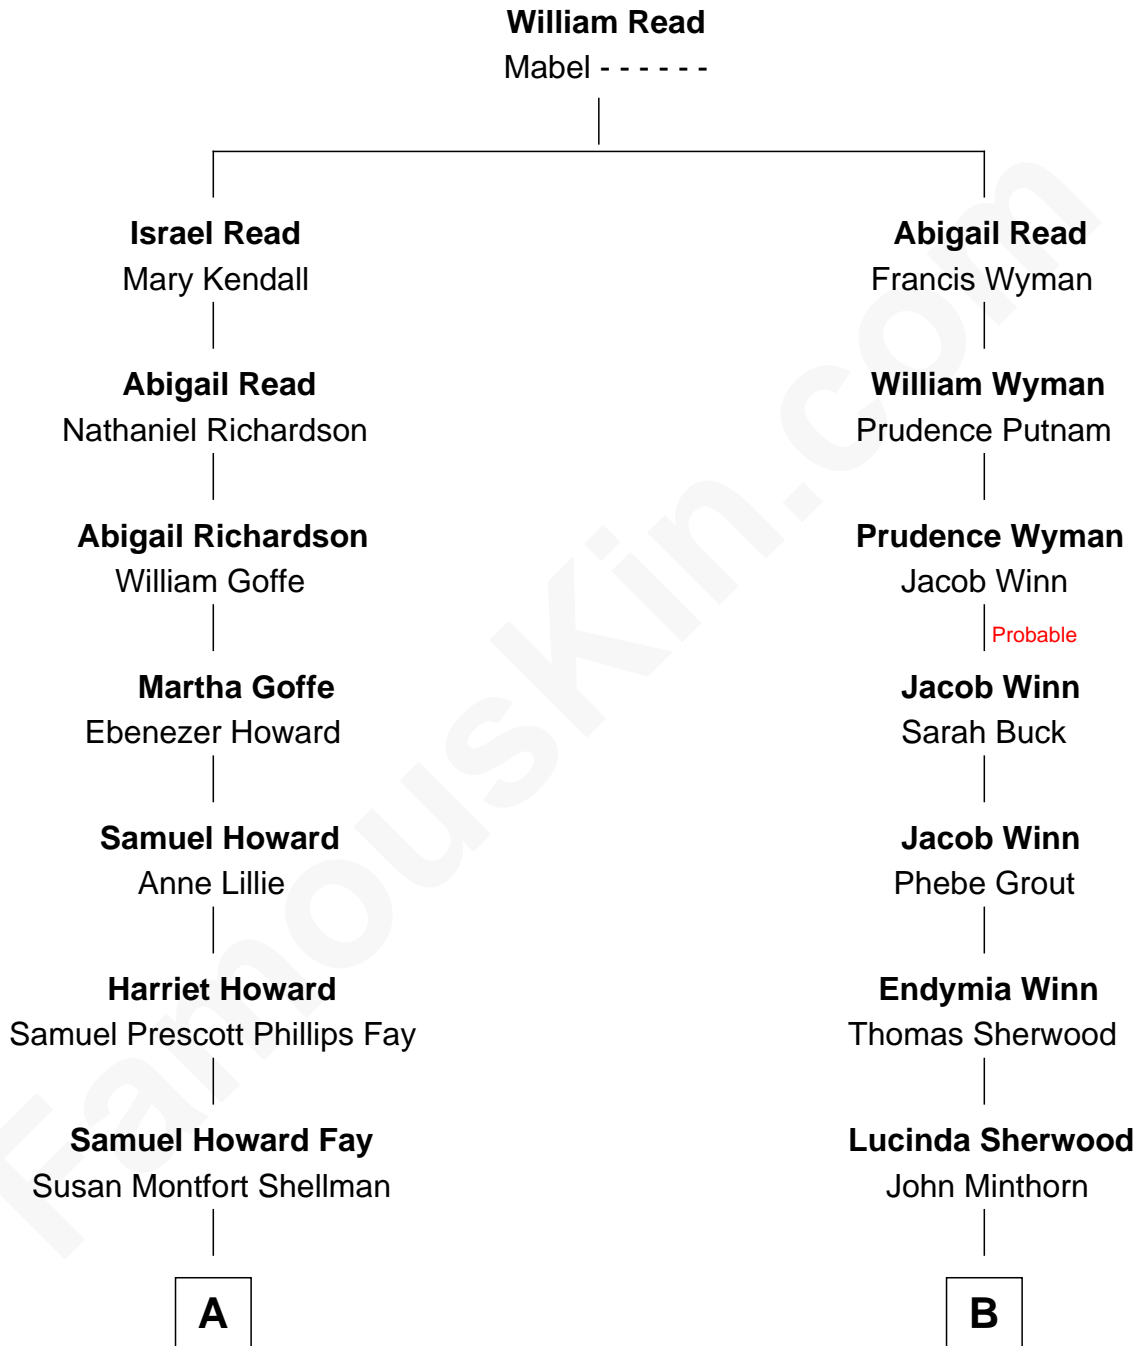 William Read
Mabel - - - - - -
Israel Read
Mary Kendall
Abigail Read
Francis Wyman
Abigail Read
Nathaniel Richardson
William Wyman
Prudence Putnam
Abigail Richardson
William Goffe
Prudence Wyman
Jacob Winn
Probable
Martha Goffe
Ebenezer Howard
Jacob Winn
Sarah Buck
Samuel Howard
Anne Lillie
Jacob Winn
Phebe Grout
Harriet Howard
Samuel Prescott Phillips Fay
Endymia Winn
Thomas Sherwood
Samuel Howard Fay
Susan Montfort Shellman
Lucinda Sherwood
John Minthorn
A
B
FamousKin.com